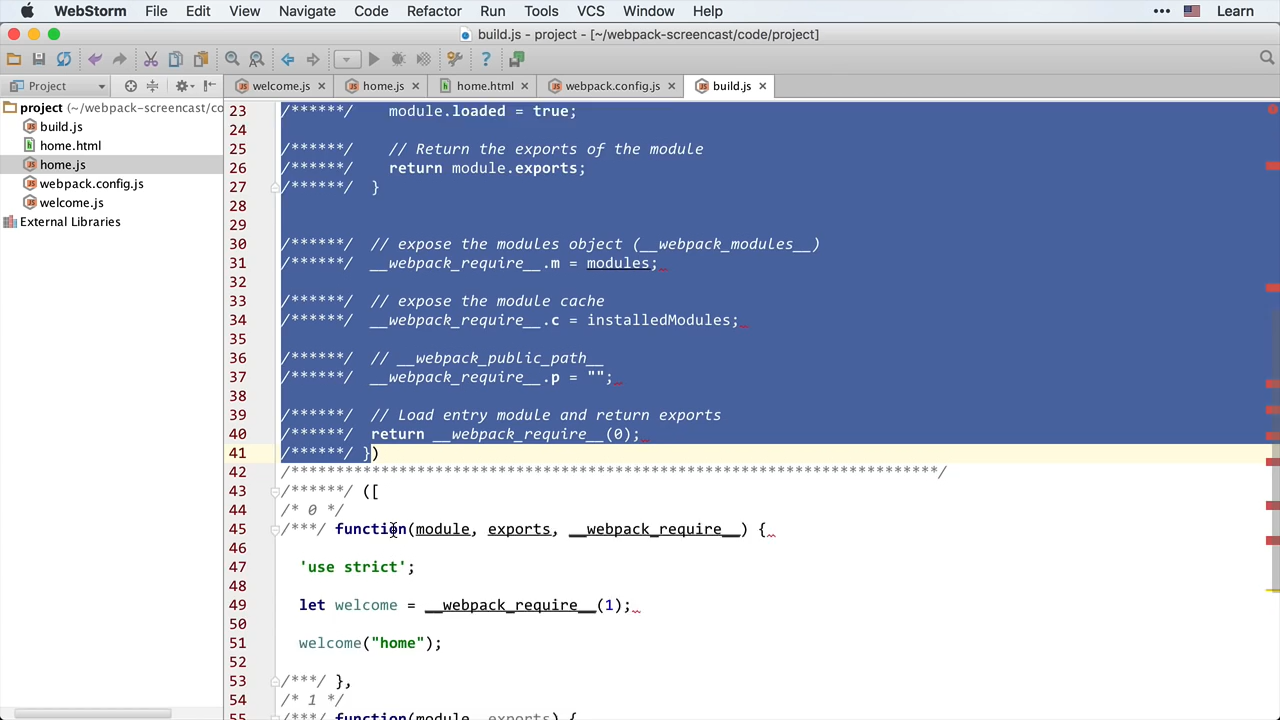 WebStorm File Edit View Navigate Code Refactor Run Tools VCS Window Help ••• Learn
build.js - project - [~/webpack-screencast/code/project]
Project welcome.js home.js home.html webpack.config.js build.js
project (~/webpack-screencast/co
build.js
home.html
home.js
webpack.config.js
welcome.js
External Libraries
23 /******/ module.loaded = true;
24
25 /******/ // Return the exports of the module
26 /******/ return module.exports;
27 /******/ }
28
29
30 /******/ // expose the modules object (__webpack_modules__)
31 /******/ __webpack_require__.m = modules;
32
33 /******/ // expose the module cache
34 /******/ __webpack_require__.c = installedModules;
35
36 /******/ // __webpack_public_path__
37 /******/ __webpack_require__.p = "";
38
39 /******/ // Load entry module and return exports
40 /******/ return __webpack_require__(0);
41 /******/ })
42 /************************************************************************/
43 /******/ ([
44 /* 0 */
45 /***/ function(module, exports, __webpack_require__) {
46
47 'use strict';
48
49 let welcome = __webpack_require__(1);
50
51 welcome("home");
52
53 /***/ },
54 /* 1 */
55 /***/ function(module, exports) {